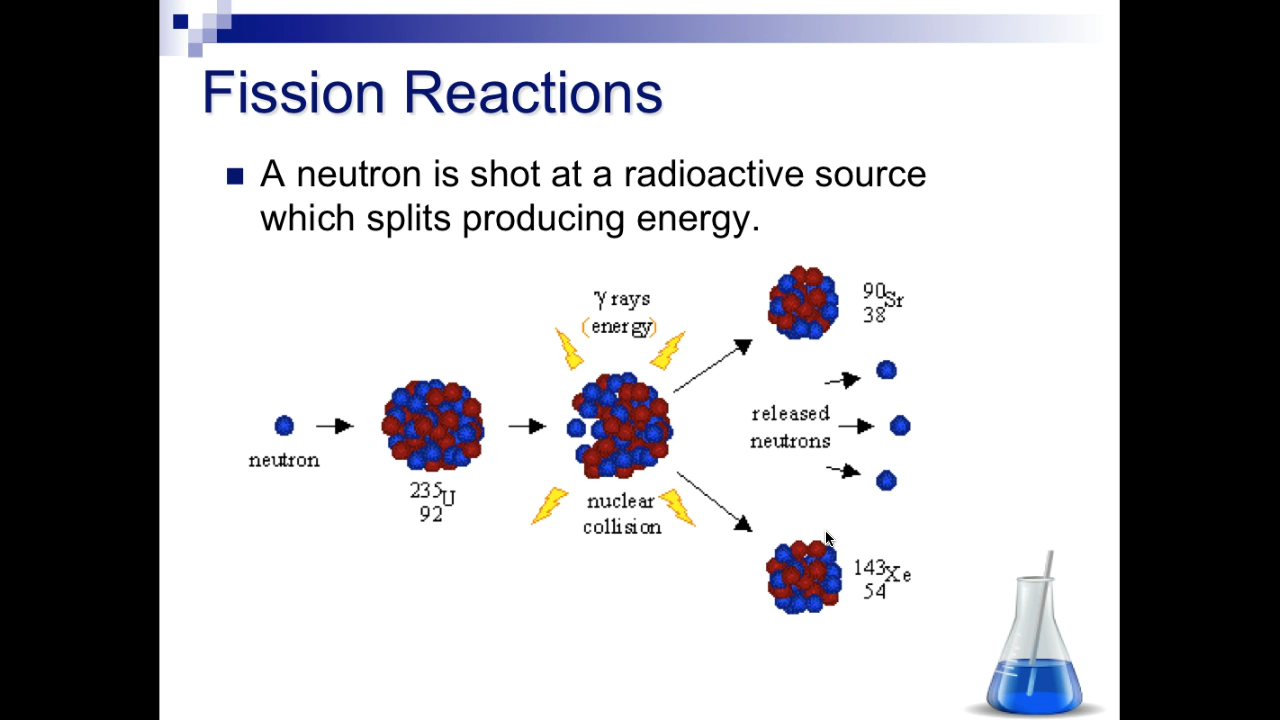 Fission Reactions
A neutron is shot at a radioactive source
which splits producing energy.
γ rays
(energy)
90
Sr
38
released
neutrons
neutron
235
U
92
nuclear
collision
143
Xe
54